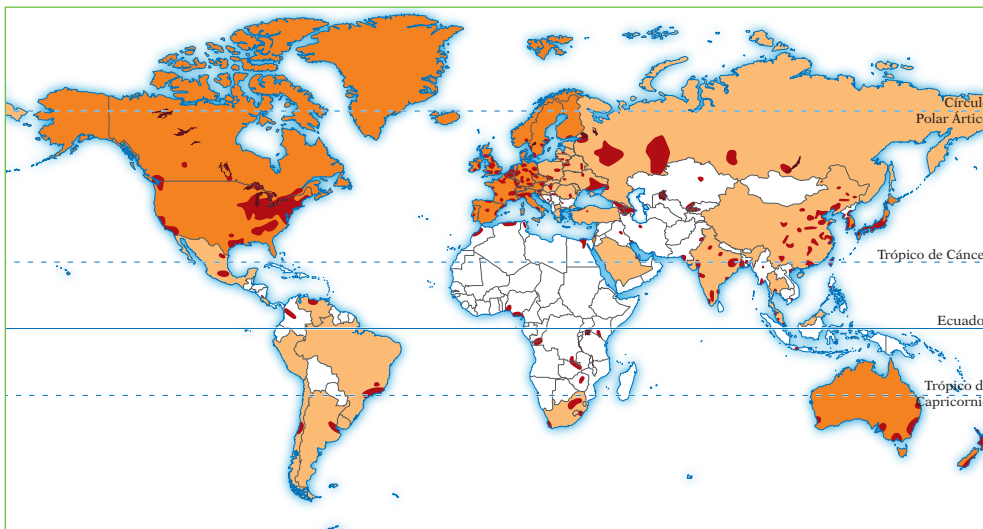 Círcul
Polar Ártic
Trópico de Cánce
Ecuado
Trópico d
Capricorni